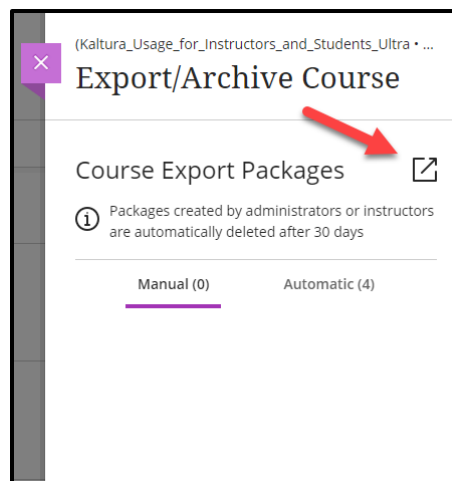 (Kaltura_Usage_for_Instructors_and_Students_Ultra • ...
Export/Archive Course
Course Export Packages
Packages created by administrators or instructors
are automatically deleted after 30 days
Manual (0) Automatic (4)